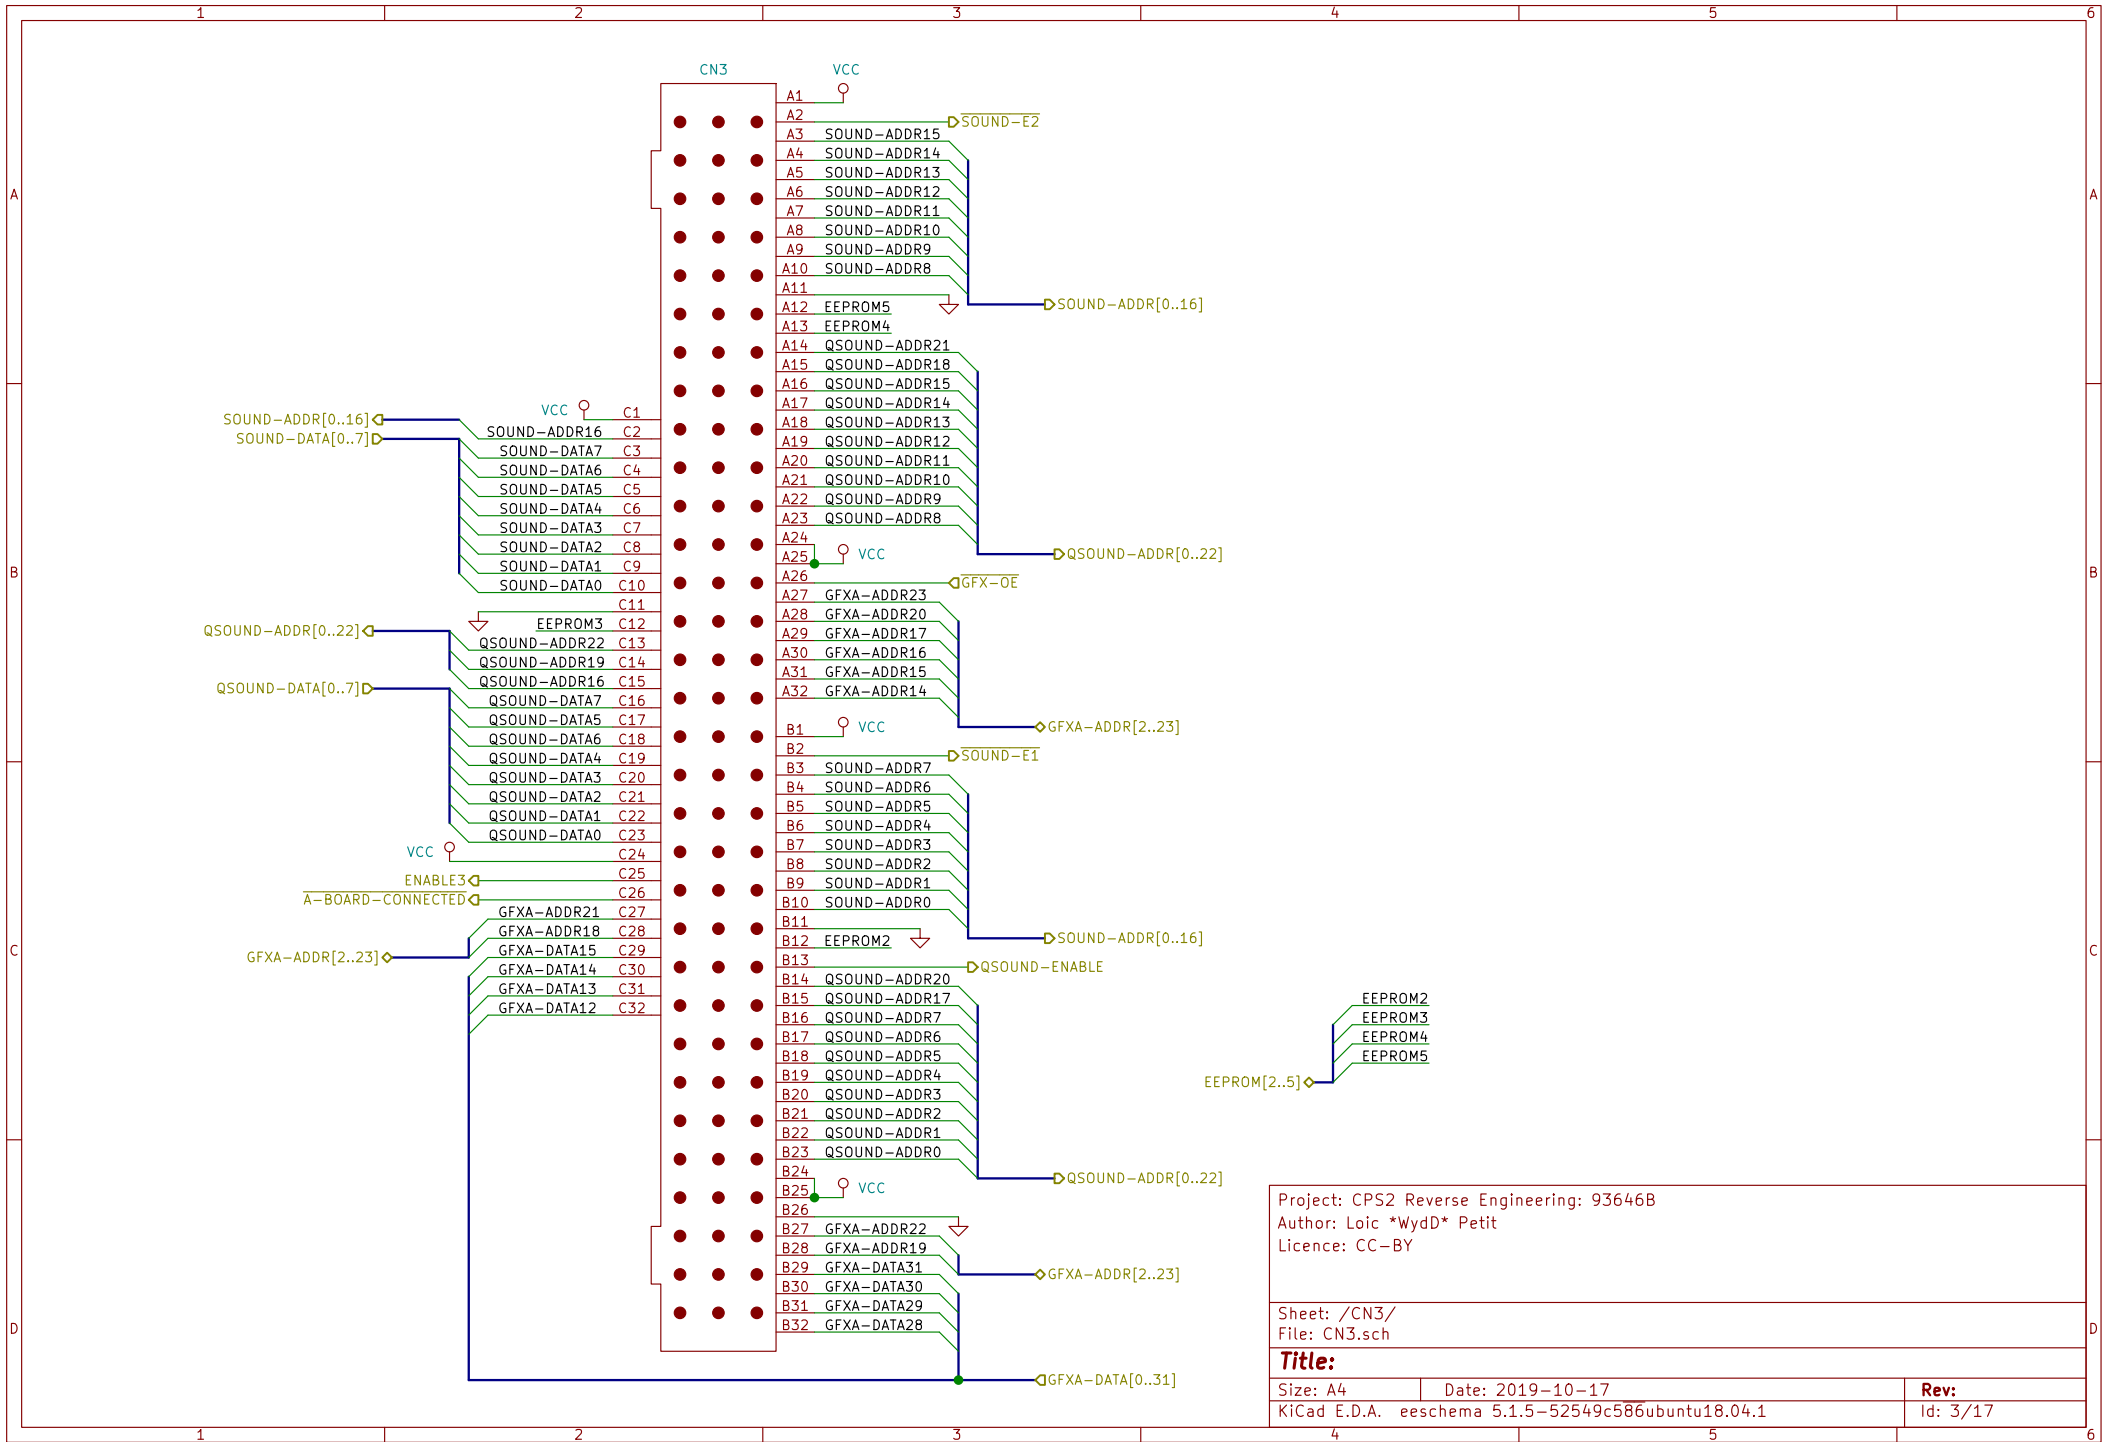 1 2 3 4 5 6
CN3
VCC
A1
A2 SOUND-E2
A3 SOUND-ADDR15
A4 SOUND-ADDR14
A5 SOUND-ADDR13
A6 SOUND-ADDR12
A7 SOUND-ADDR11
A8 SOUND-ADDR10
A9 SOUND-ADDR9
A10 SOUND-ADDR8
A11
SOUND-ADDR[0..16]
A12 EEPROM5
A13 EEPROM4
A14 QSOUND-ADDR21
A15 QSOUND-ADDR18
A16 QSOUND-ADDR15
A17 QSOUND-ADDR14
A18 QSOUND-ADDR13
A19 QSOUND-ADDR12
A20 QSOUND-ADDR11
A21 QSOUND-ADDR10
A22 QSOUND-ADDR9
A23 QSOUND-ADDR8
A24
A25 VCC
QSOUND-ADDR[0..22]
A26 GFX-OE
A27 GFXA-ADDR23
A28 GFXA-ADDR20
A29 GFXA-ADDR17
A30 GFXA-ADDR16
A31 GFXA-ADDR15
A32 GFXA-ADDR14
GFXA-ADDR[2..23]
B1 VCC
B2 SOUND-E1
B3 SOUND-ADDR7
B4 SOUND-ADDR6
B5 SOUND-ADDR5
B6 SOUND-ADDR4
B7 SOUND-ADDR3
B8 SOUND-ADDR2
B9 SOUND-ADDR1
B10 SOUND-ADDR0
B11
SOUND-ADDR[0..16]
B12 EEPROM2
B13 QSOUND-ENABLE
B14 QSOUND-ADDR20
B15 QSOUND-ADDR17
B16 QSOUND-ADDR7
B17 QSOUND-ADDR6
B18 QSOUND-ADDR5
B19 QSOUND-ADDR4
B20 QSOUND-ADDR3
B21 QSOUND-ADDR2
B22 QSOUND-ADDR1
B23 QSOUND-ADDR0
B24
QSOUND-ADDR[0..22]
B25 VCC
B26
B27 GFXA-ADDR22
B28 GFXA-ADDR19
GFXA-ADDR[2..23]
B29 GFXA-DATA31
B30 GFXA-DATA30
B31 GFXA-DATA29
B32 GFXA-DATA28
GFXA-DATA[0..31]
VCC C1
SOUND-ADDR[0..16]
SOUND-ADDR16 C2
SOUND-DATA[0..7]
SOUND-DATA7 C3
SOUND-DATA6 C4
SOUND-DATA5 C5
SOUND-DATA4 C6
SOUND-DATA3 C7
SOUND-DATA2 C8
SOUND-DATA1 C9
SOUND-DATA0 C10
C11
EEPROM3 C12
QSOUND-ADDR[0..22]
QSOUND-ADDR22 C13
QSOUND-ADDR19 C14
QSOUND-ADDR16 C15
QSOUND-DATA[0..7]
QSOUND-DATA7 C16
QSOUND-DATA5 C17
QSOUND-DATA6 C18
QSOUND-DATA4 C19
QSOUND-DATA3 C20
QSOUND-DATA2 C21
QSOUND-DATA1 C22
QSOUND-DATA0 C23
VCC C24
ENABLE3 C25
A-BOARD-CONNECTED C26
GFXA-ADDR21 C27
GFXA-ADDR18 C28
GFXA-ADDR[2..23]
GFXA-DATA15 C29
GFXA-DATA14 C30
GFXA-DATA13 C31
GFXA-DATA12 C32
EEPROM2
EEPROM3
EEPROM4
EEPROM5
EEPROM[2..5]
A A
B B
C C
D D
Project: CPS2 Reverse Engineering: 93646B
Author: Loic *WydD* Petit
Licence: CC-BY
Sheet: /CN3/
File: CN3.sch
Title:
Size: A4 Date: 2019-10-17 Rev:
KiCad E.D.A. eeschema 5.1.5-52549c586ubuntu18.04.1 Id: 3/17
1 2 3 4 5 6